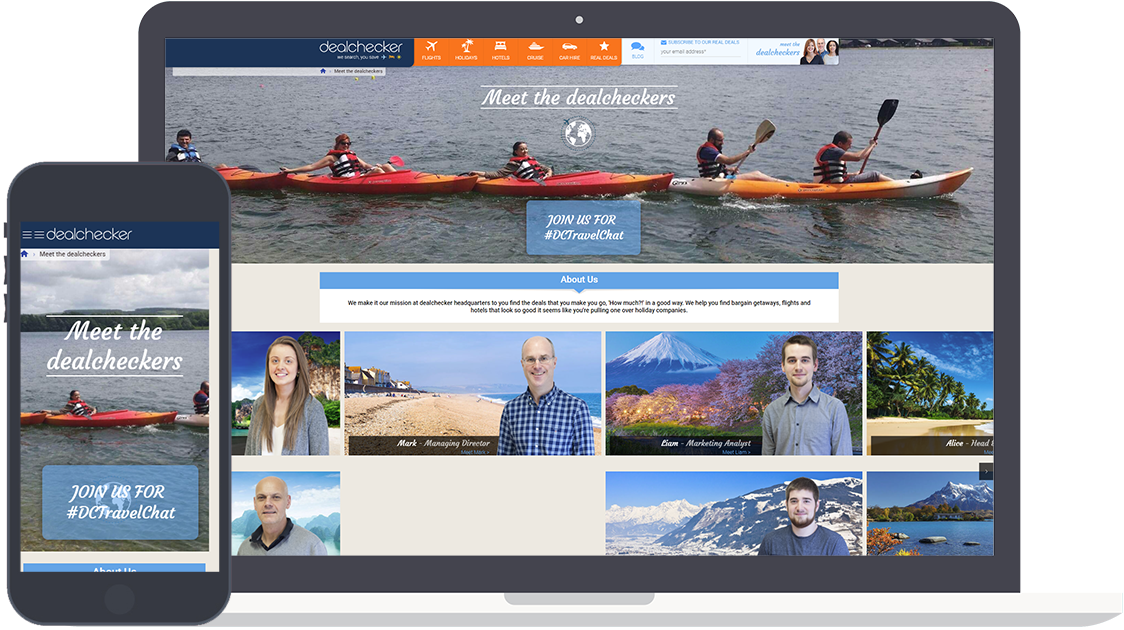 dealchecker
we search, you save
FLIGHTS
HOLIDAYS
HOTELS
CRUISE
CAR HIRE
REAL DEALS
BLOG
SUBSCRIBE TO OUR REAL DEALS
your email address*
meet the
dealcheckers
› Meet the dealcheckers
Meet the dealcheckers
JOIN US FOR
#DCTravelChat
About Us
We make it our mission at dealchecker headquarters to you find the deals that you make you go, 'How much?!' in a good way. We help you find bargain getaways, flights and
hotels that look so good it seems like you're pulling one over holiday companies.
Mark - Managing Director
Meet Mark >
Liam - Marketing Analyst
Meet Liam >
Alice - Head
dealchecker
› Meet the dealcheckers
Meet the
dealcheckers
JOIN US FOR
#DCTravelChat
About Us